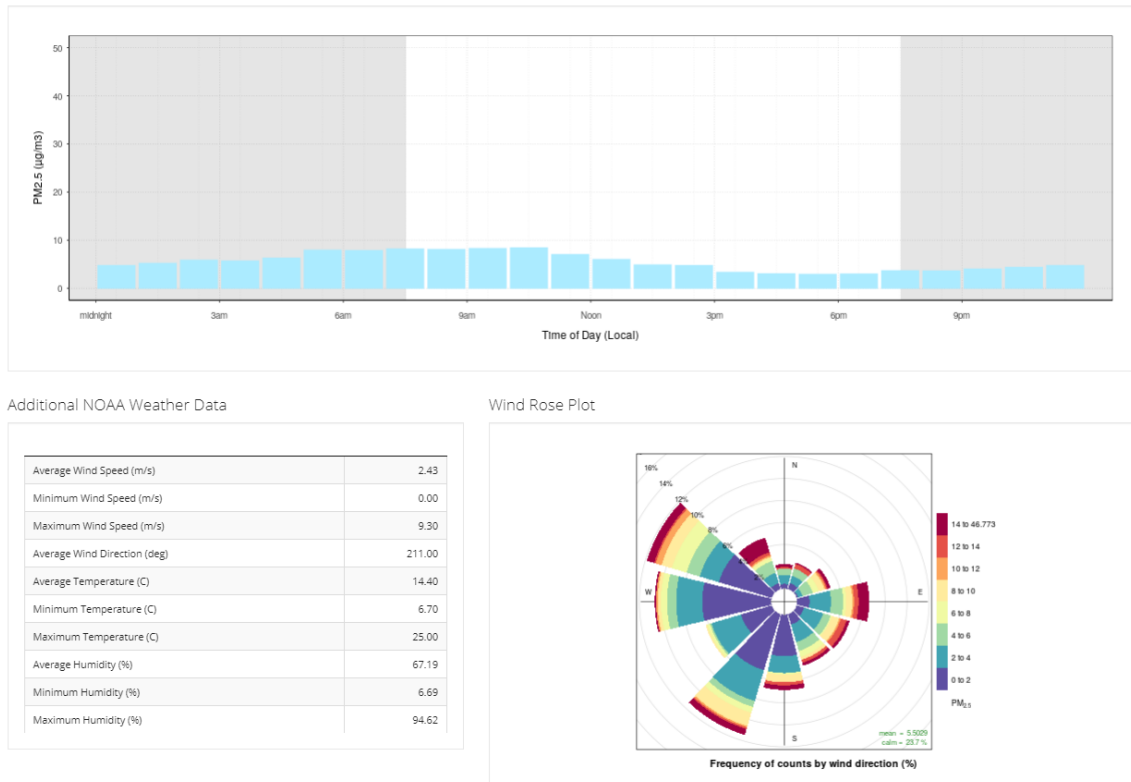 50
40
30
20
10
0
PM2.5 (µg/m3)
midnight 3am 6am 9am Noon 3pm 6pm 9pm
Time of Day (Local)
Additional NOAA Weather Data
Average Wind Speed (m/s) 2.43
Minimum Wind Speed (m/s) 0.00
Maximum Wind Speed (m/s) 9.30
Average Wind Direction (deg) 211.00
Average Temperature (C) 14.40
Minimum Temperature (C) 6.70
Maximum Temperature (C) 25.00
Average Humidity (%) 67.19
Minimum Humidity (%) 6.69
Maximum Humidity (%) 94.62
Wind Rose Plot
16%
14%
12%
10%
8%
6%
2%
N
W
E
S
14 to 46.773
12 to 14
10 to 12
8 to 10
6 to 8
4 to 6
2 to 4
0 to 2
PM2.5
mean = 5.5029
calm = 23.7 %
Frequency of counts by wind direction (%)